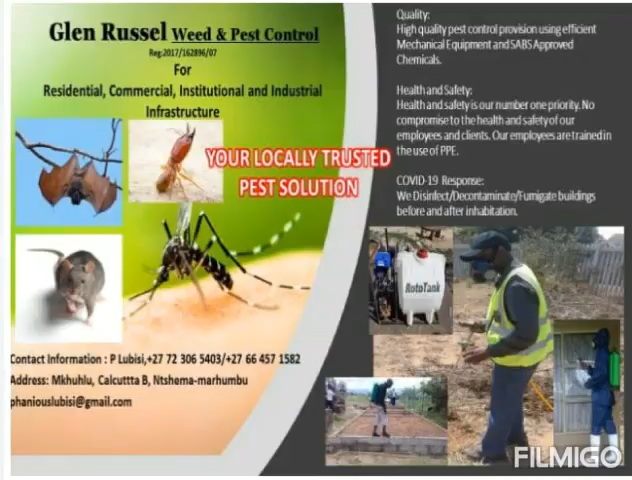 Glen Russel Weed & Pest Control
Reg:2017/162896/07
For
Residential, Commercial, Institutional and Industrial
Infrastructure
YOUR LOCALLY TRUSTED
PEST SOLUTION
Contact Information : P Lubisi,+27 72 306 5403/+27 66 457 1582
Address: Mkhuhlu, Calcuttta B, Ntshema-marhumbu
phaniouslubisi@gmail.com
Quality:
High quality pest control provision using efficient
Mechanical Equipment and SABS Approved
Chemicals.
Health and Safety:
Health and safety is our number one priority. No
compromise to the health and safety of our
employees and clients. Our employees are trained in
the use of PPE.
COVID-19 Response:
We Disinfect/Decontaminate/Fumigate buildings
before and after inhabitation.
RotoTank
FILMIGO